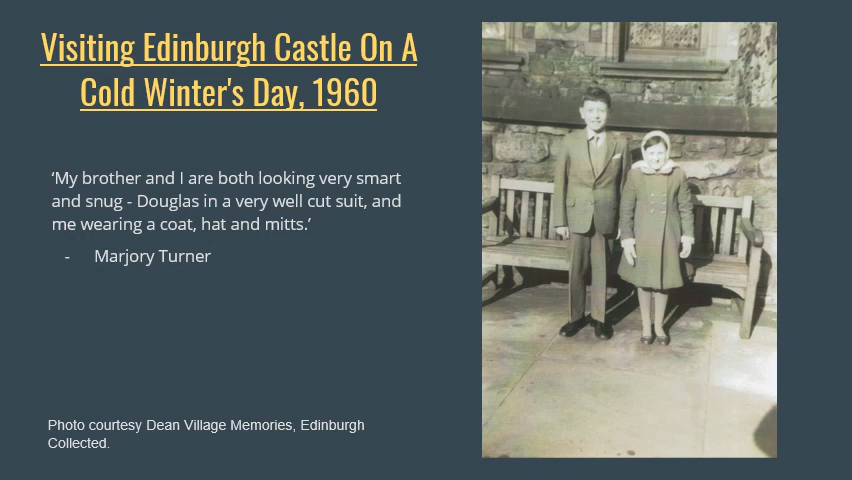 Visiting Edinburgh Castle On A
Cold Winter's Day, 1960
‘My brother and I are both looking very smart
and snug - Douglas in a very well cut suit, and
me wearing a coat, hat and mitts.’
- Marjory Turner
Photo courtesy Dean Village Memories, Edinburgh
Collected.